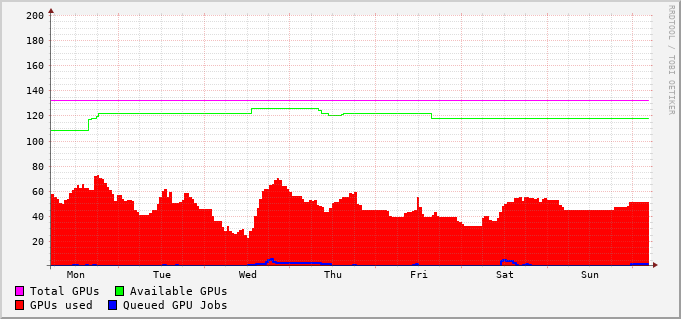 200
180
160
140
120
100
80
60
40
20
Mon Tue Wed Thu Fri Sat Sun
Total GPUs Available GPUs
GPUs used Queued GPU Jobs
RRDTOOL / TOBI OETIKER